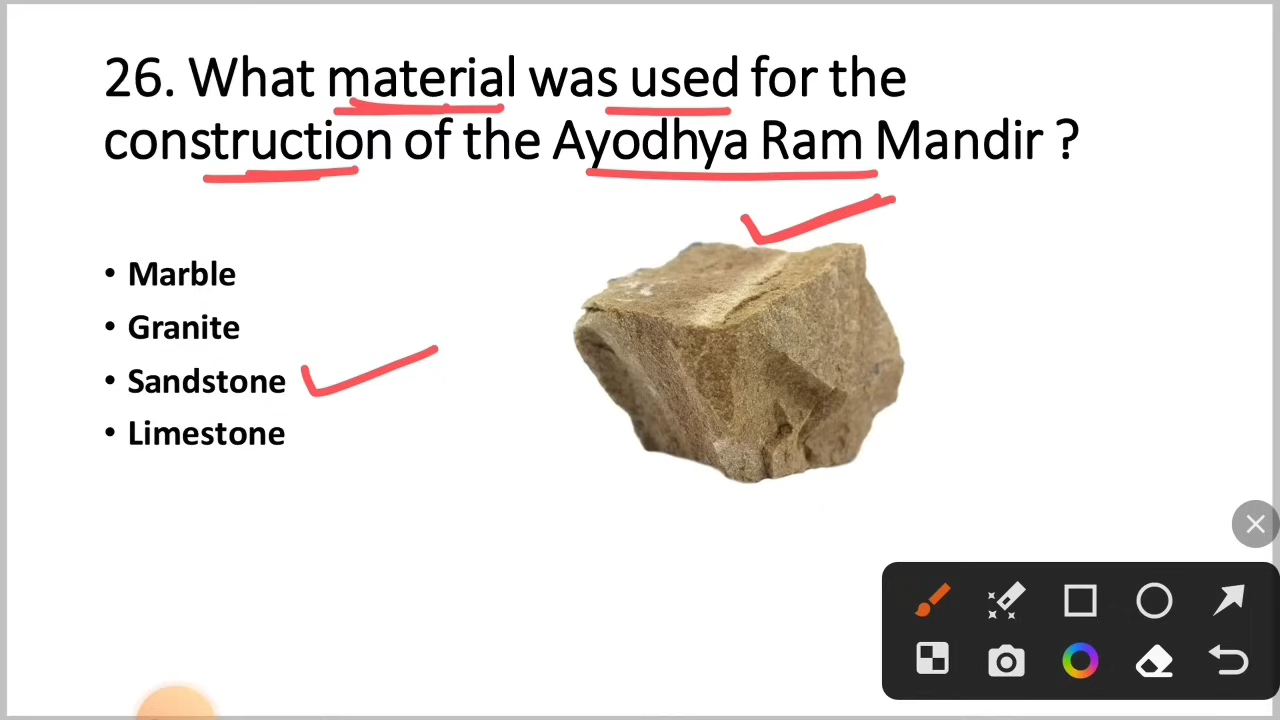 26. What material was used for the
construction of the Ayodhya Ram Mandir ?
• Marble
• Granite
• Sandstone
• Limestone